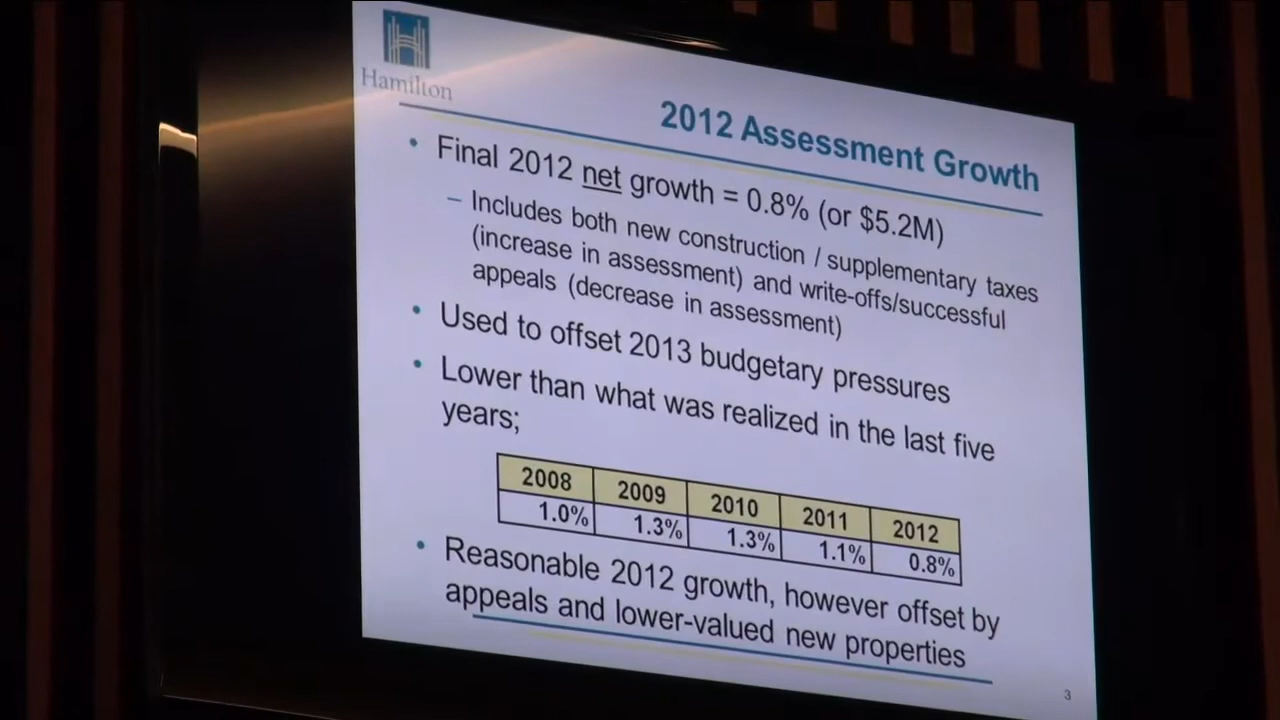 Hamilton
2012 Assessment Growth
• Final 2012 net growth = 0.8% (or $5.2M)
– Includes both new construction / supplementary taxes
(increase in assessment) and write-offs/successful
appeals (decrease in assessment)
• Used to offset 2013 budgetary pressures
• Lower than what was realized in the last five
years;
2008 2009 2010 2011 2012
1.0% 1.3% 1.3% 1.1% 0.8%
• Reasonable 2012 growth, however offset by
appeals and lower-valued new properties
3